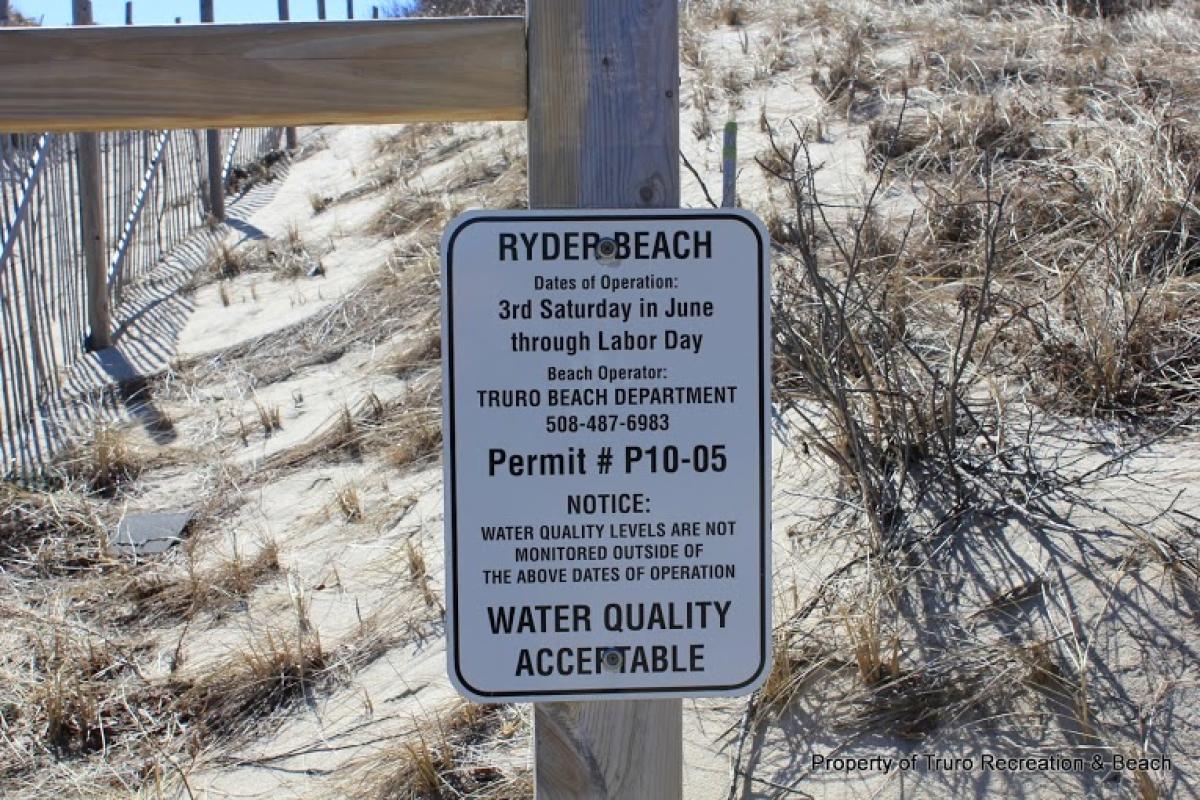 RYDER BEACH
Dates of Operation:
3rd Saturday in June
through Labor Day
Beach Operator:
TRURO BEACH DEPARTMENT
508-487-6983
Permit # P10-05
NOTICE:
WATER QUALITY LEVELS ARE NOT
MONITORED OUTSIDE OF
THE ABOVE DATES OF OPERATION
WATER QUALITY
ACCEPTABLE
Property of Truro Recreation & Beach